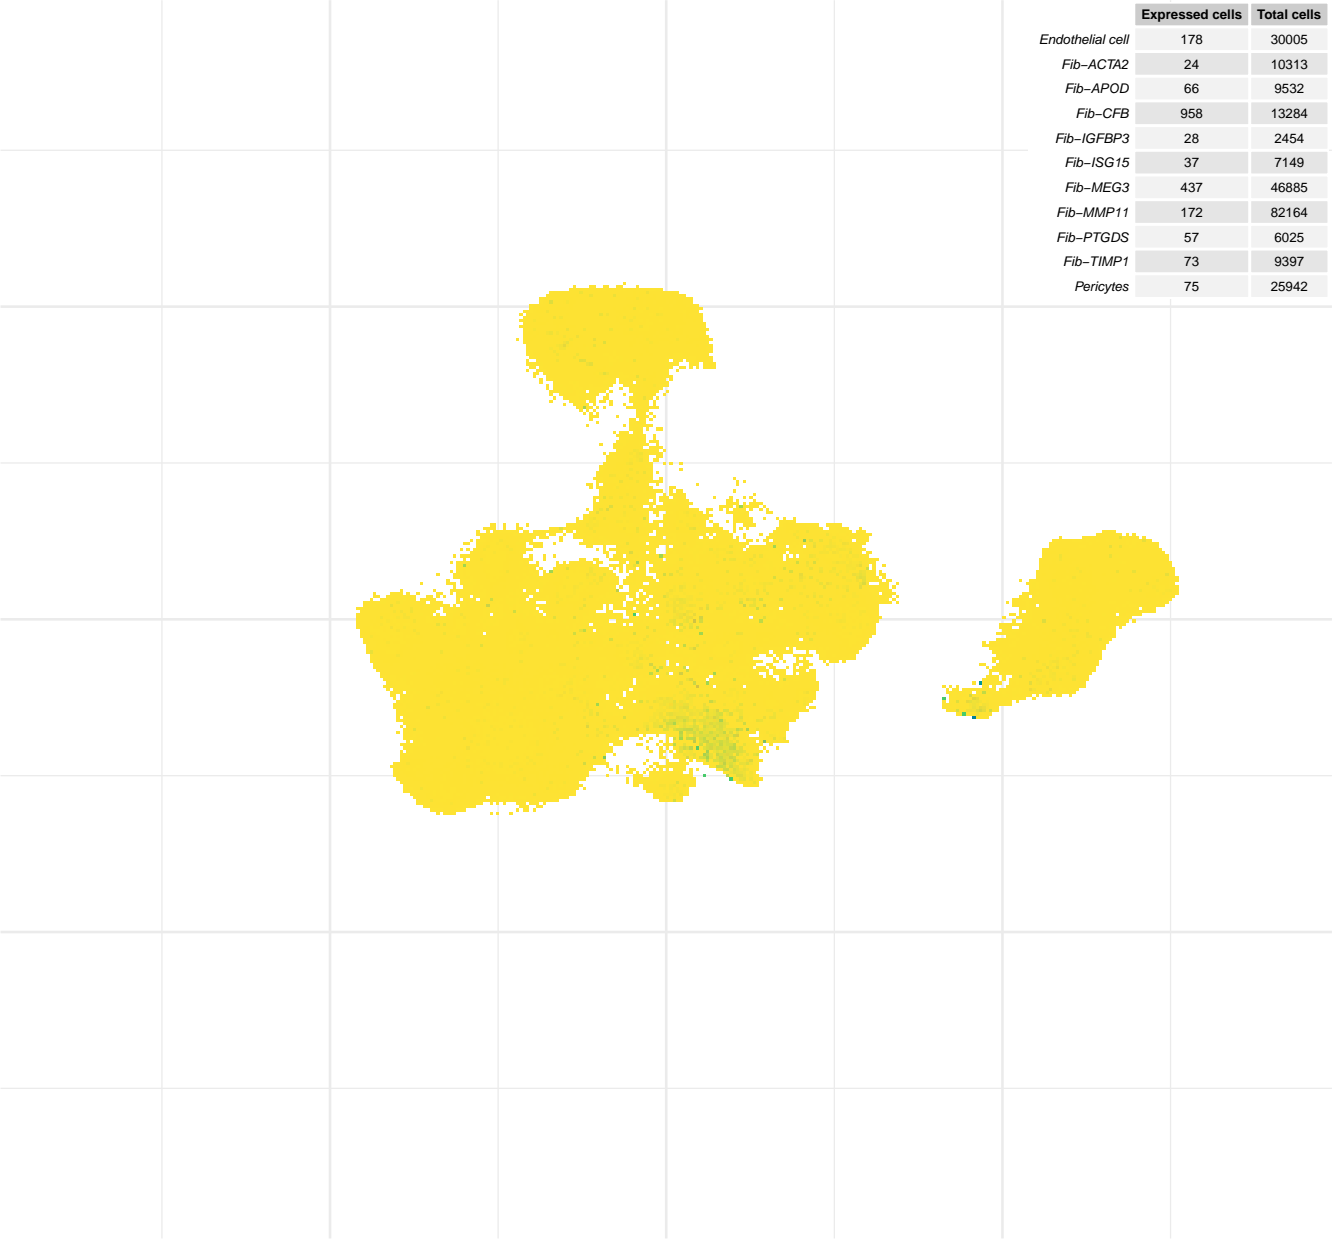 Expressed cells Total cells
Endothelial cell 178 30005
Fib−ACTA2 24 10313
Fib−APOD 66 9532
Fib−CFB 958 13284
Fib−IGFBP3 28 2454
Fib−ISG15 37 7149
Fib−MEG3 437 46885
Fib−MMP11 172 82164
Fib−PTGDS 57 6025
Fib−TIMP1 73 9397
Pericytes 75 25942